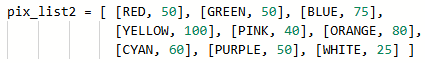 pix_list2 = [ [RED, 50], [GREEN, 50], [BLUE, 75],
[YELLOW, 100], [PINK, 40], [ORANGE, 80],
[CYAN, 60], [PURPLE, 50], [WHITE, 25] ]